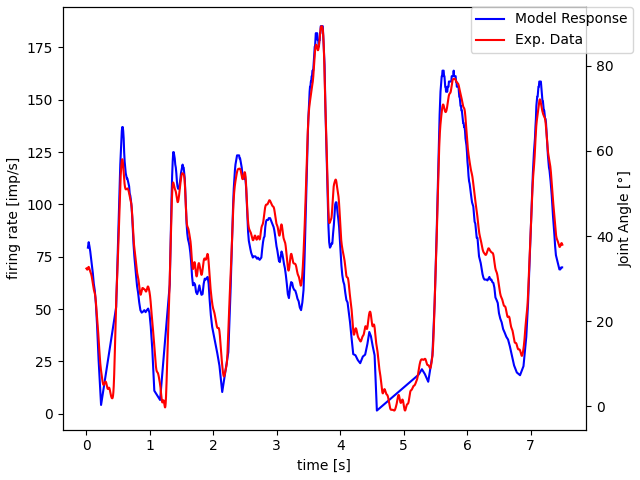 Model Response
Exp. Data
175
150
125
100
75
50
25
0
firing rate [imp/s]
80
60
40
20
0
Joint Angle [°]
0 1 2 3 4 5 6 7
time [s]